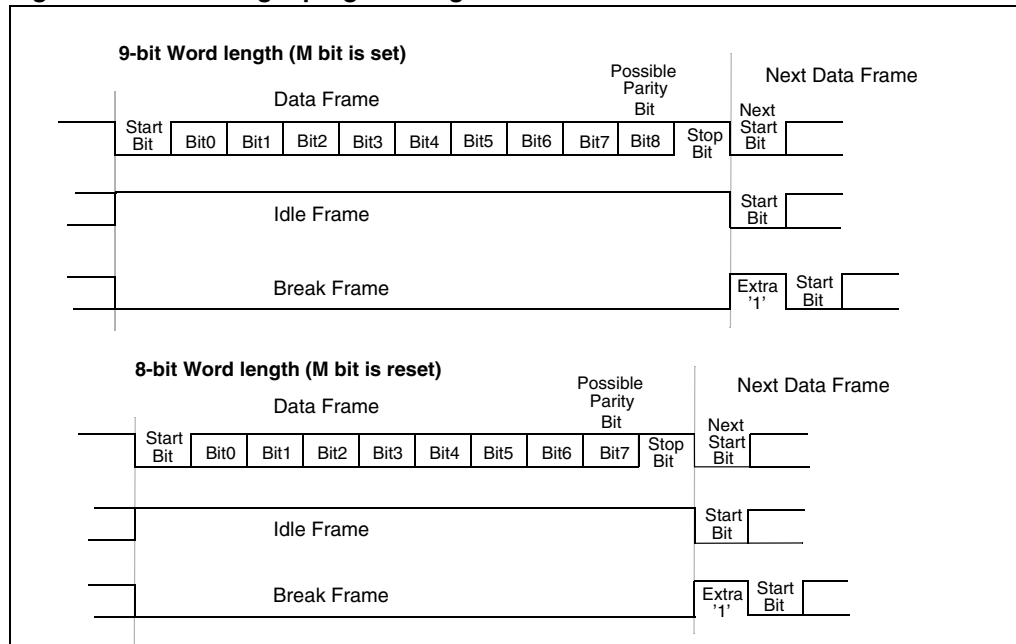 9-bit Word length (M bit is set)
Possible
Parity
Bit
Next Data Frame
Data Frame
Next
Start
Bit
Start
Bit
Bit0 Bit1 Bit2 Bit3 Bit4 Bit5 Bit6 Bit7 Bit8
Stop
Bit
Idle Frame
Start
Bit
Break Frame
Extra
'1'
Start
Bit
8-bit Word length (M bit is reset)
Possible
Parity
Bit
Next Data Frame
Data Frame
Next
Start
Bit
Start
Bit
Bit0 Bit1 Bit2 Bit3 Bit4 Bit5 Bit6 Bit7
Stop
Bit
Idle Frame
Start
Bit
Break Frame
Extra
'1'
Start
Bit